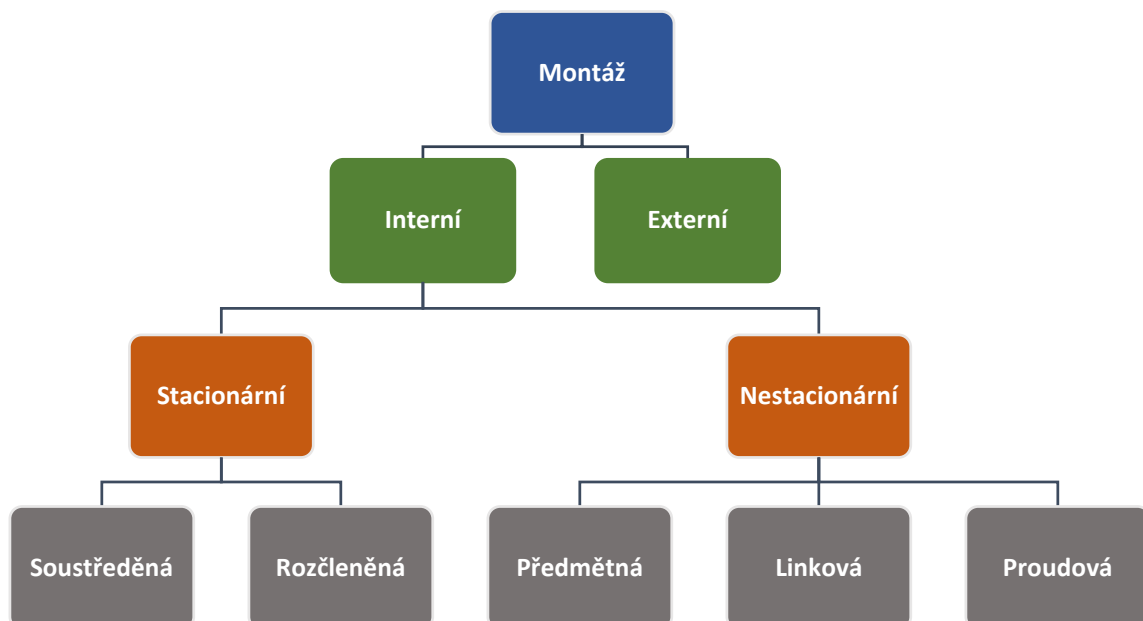 Montáž
Interní
Externí
Stacionární
Nestacionární
Soustředěná
Rozčleněná
Předmětná
Linková
Proudová